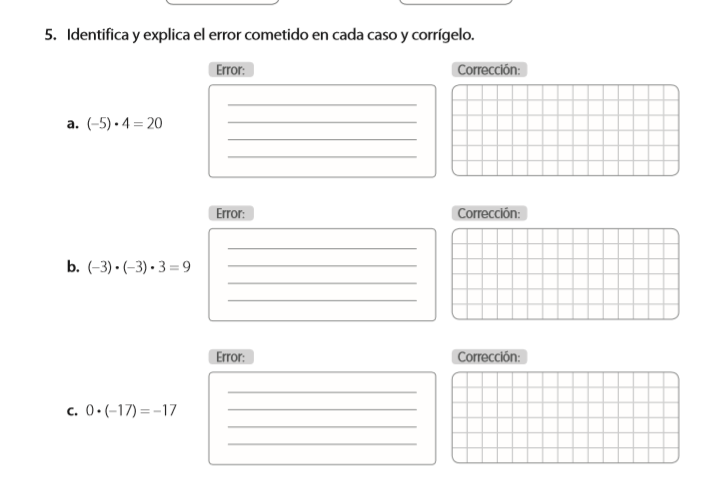 5. Identifica y explica el error cometido en cada caso y corrígelo.
Error:
Corrección:
a. (–5) • 4 = 20
Error:
Corrección:
b. (–3) • (–3) • 3 = 9
Error:
Corrección:
c. 0 • (–17) = –17